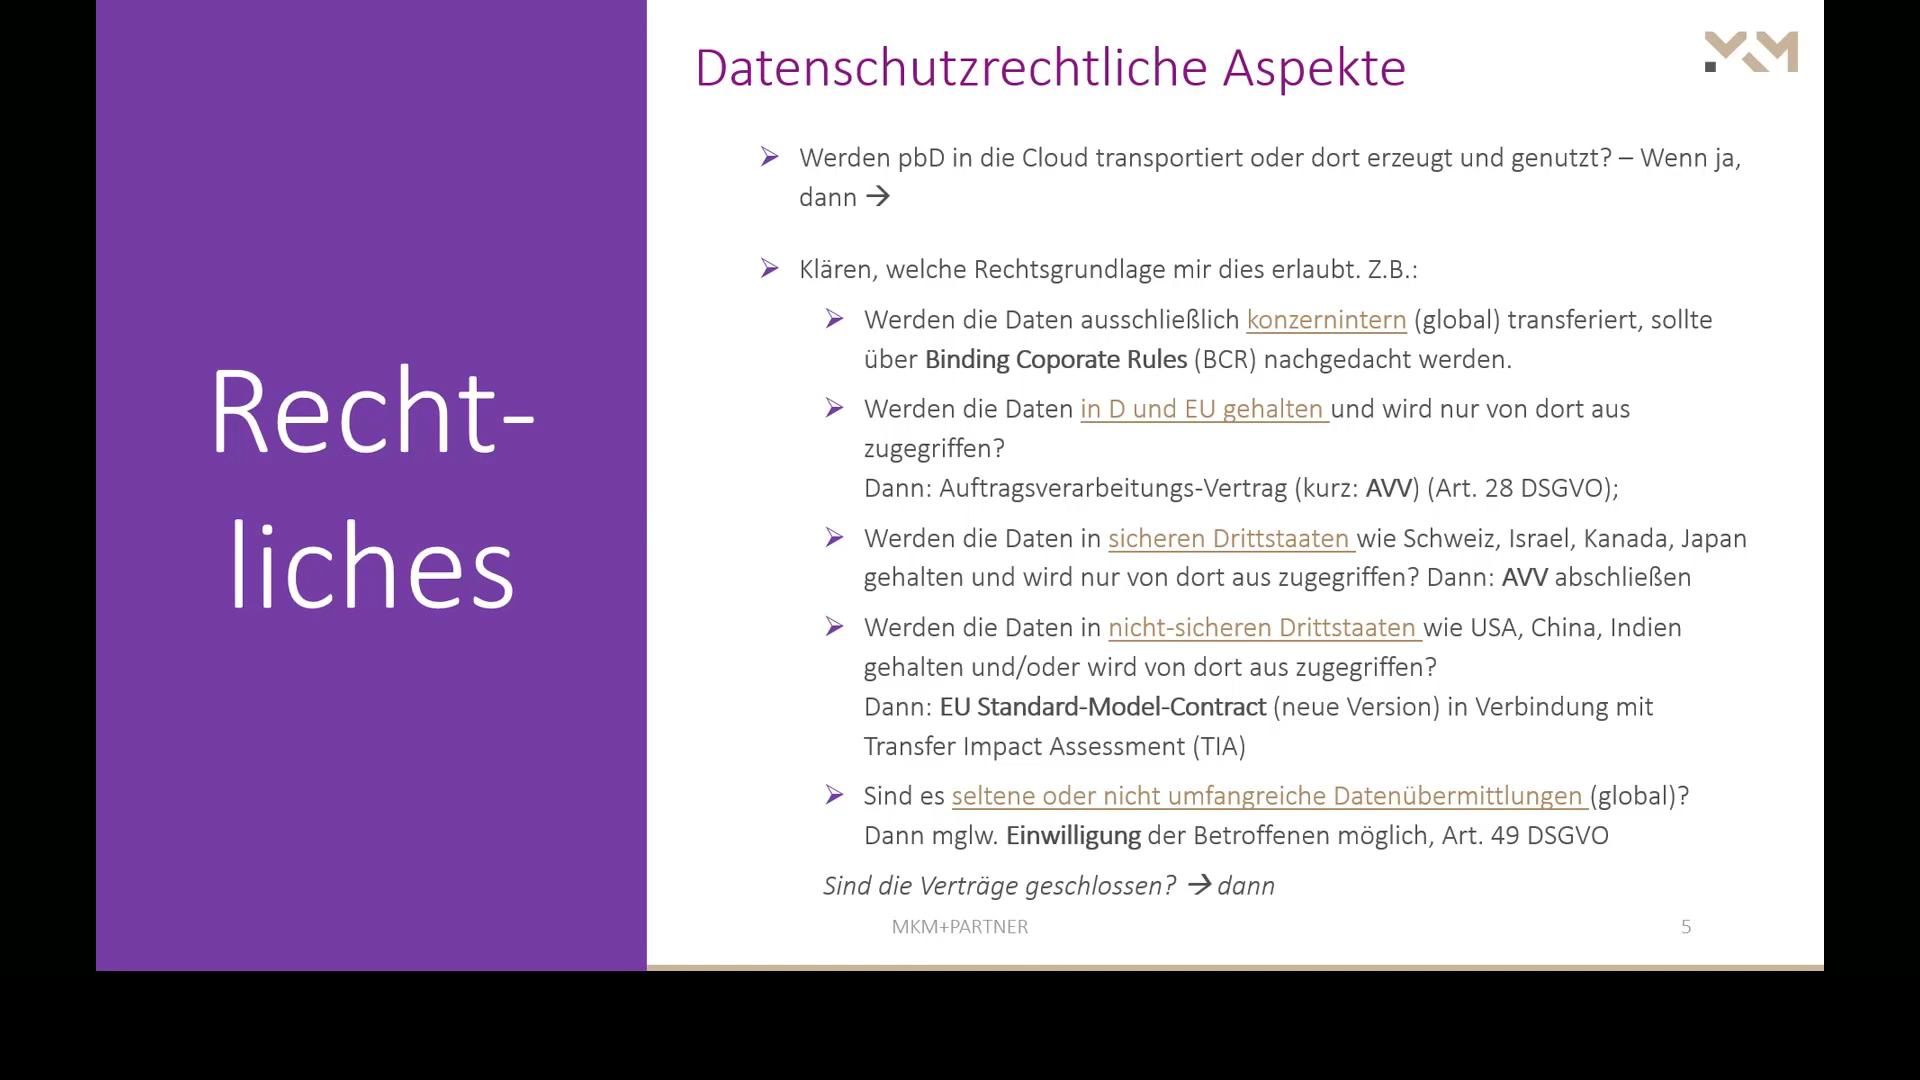 Recht-
liches
Datenschutzrechtliche Aspekte
MKM
➢ Werden pbD in die Cloud transportiert oder dort erzeugt und genutzt? – Wenn ja,
dann →
➢ Klären, welche Rechtsgrundlage mir dies erlaubt. Z.B.:
➢ Werden die Daten ausschließlich konzernintern (global) transferiert, sollte
über Binding Coporate Rules (BCR) nachgedacht werden.
➢ Werden die Daten in D und EU gehalten und wird nur von dort aus
zugegriffen?
Dann: Auftragsverarbeitungs-Vertrag (kurz: AVV) (Art. 28 DSGVO);
➢ Werden die Daten in sicheren Drittstaaten wie Schweiz, Israel, Kanada, Japan
gehalten und wird nur von dort aus zugegriffen? Dann: AVV abschließen
➢ Werden die Daten in nicht-sicheren Drittstaaten wie USA, China, Indien
gehalten und/oder wird von dort aus zugegriffen?
Dann: EU Standard-Model-Contract (neue Version) in Verbindung mit
Transfer Impact Assessment (TIA)
➢ Sind es seltene oder nicht umfangreiche Datenübermittlungen (global)?
Dann mglw. Einwilligung der Betroffenen möglich, Art. 49 DSGVO
Sind die Verträge geschlossen? → dann
MKM+PARTNER
5